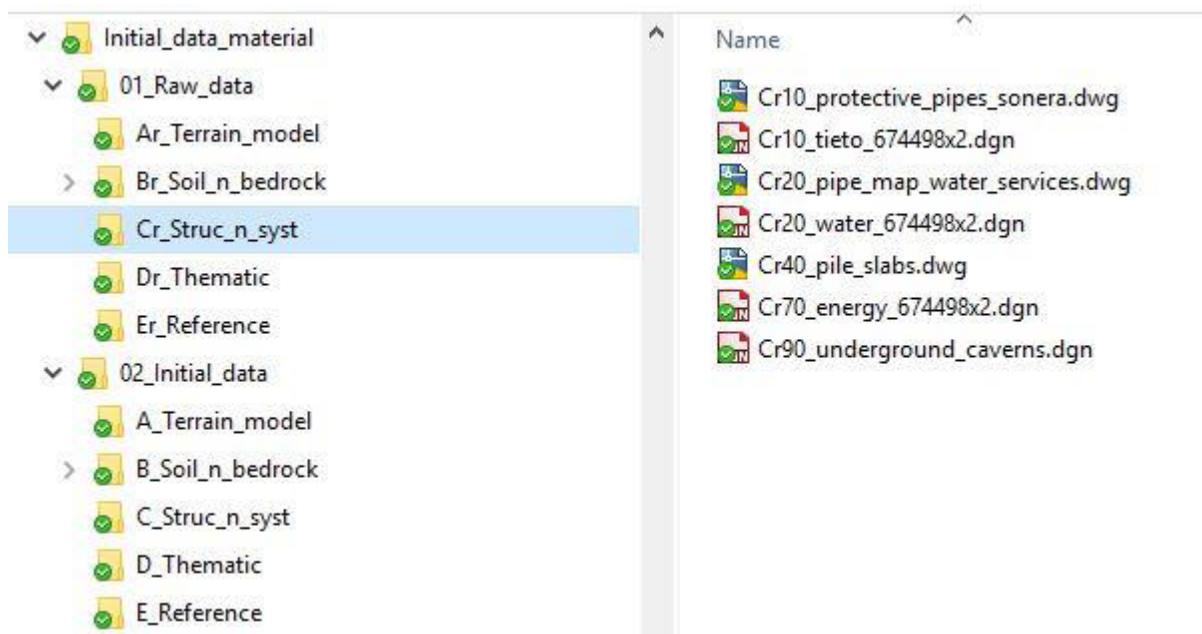 Initial_data_material
01_Raw_data
Ar_Terrain_model
Br_Soil_n_bedrock
Cr_Struc_n_syst
Dr_Thematic
Er_Reference
02_Initial_data
A_Terrain_model
B_Soil_n_bedrock
C_Struc_n_syst
D_Thematic
E_Reference
Name
Cr10_protective_pipes_sonera.dwg
Cr10_tieto_674498x2.dgn
Cr20_pipe_map_water_services.dwg
Cr20_water_674498x2.dgn
Cr40_pile_slabs.dwg
Cr70_energy_674498x2.dgn
Cr90_underground_caverns.dgn